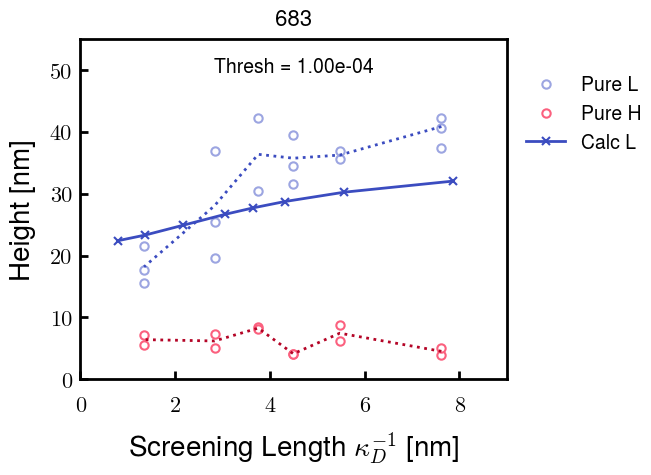 683
Thresh = 1.00e-04
Pure L
Pure H
Calc L
Height [nm]
50
40
30
20
10
0
0 2 4 6 8
Screening Length $\kappa_D^{-1}$ [nm]